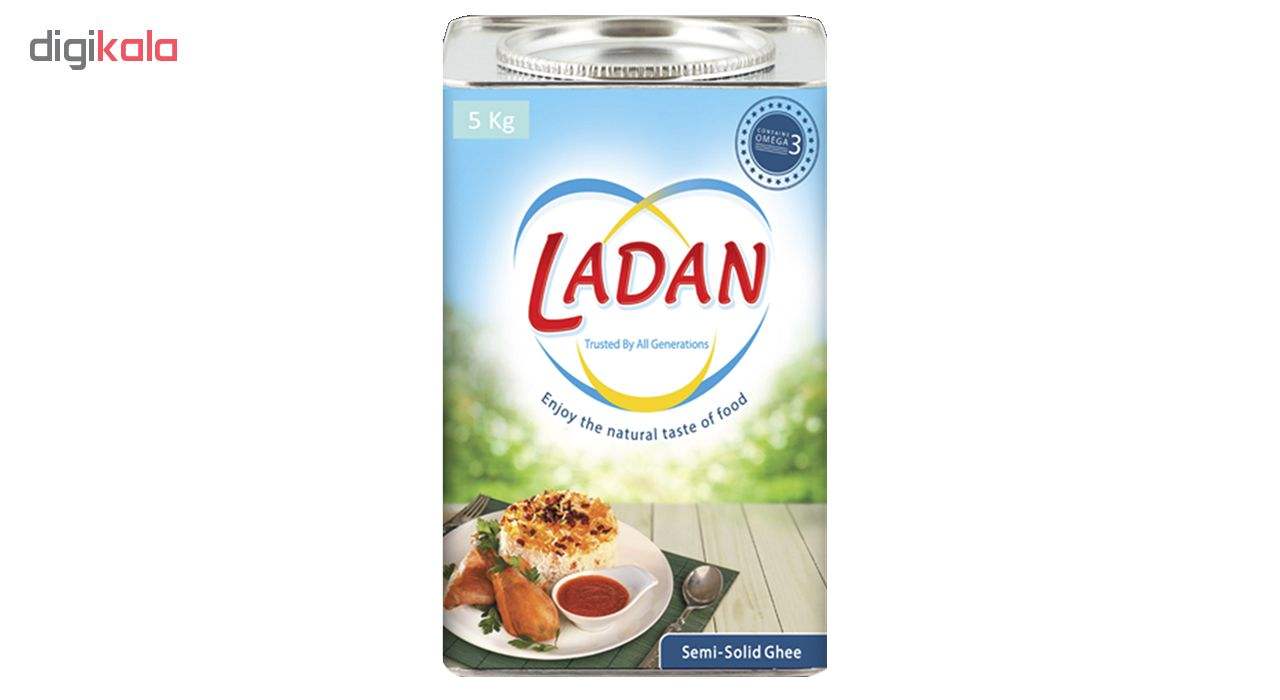 digikala
5 Kg
CONTAINS
OMEGA 3
LADAN
Trusted By All Generations
Enjoy the natural taste of food
Semi-Solid Ghee